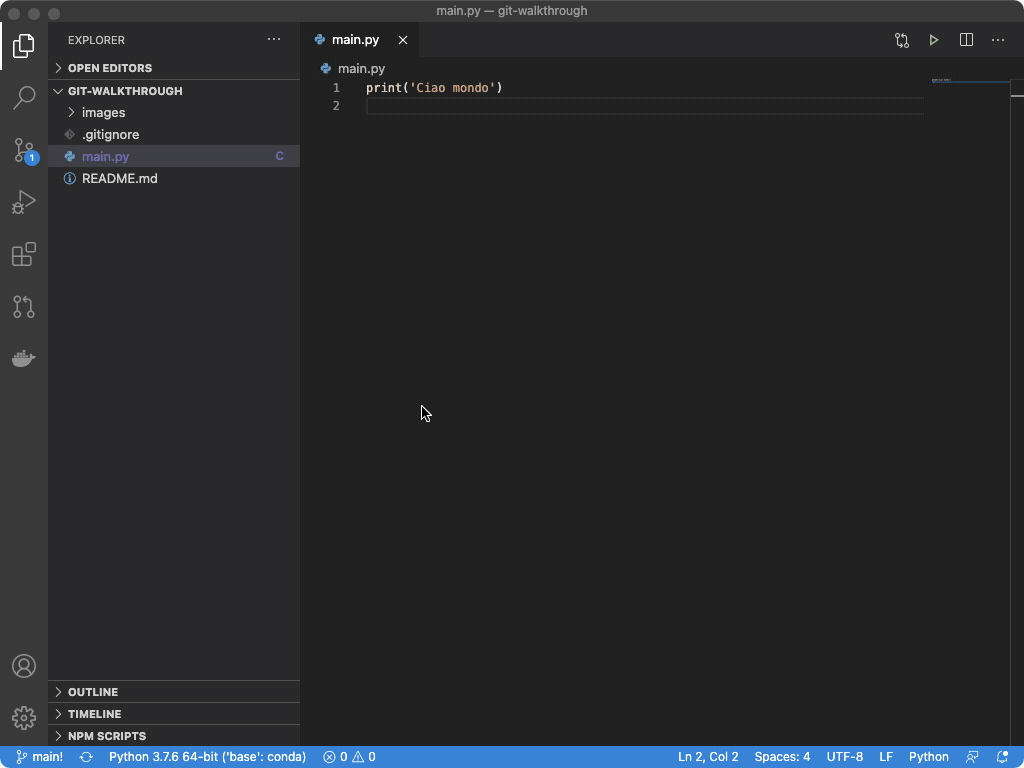 main.py — git-walkthrough
EXPLORER
OPEN EDITORS
GIT-WALKTHROUGH
images
.gitignore
main.py C
README.md
OUTLINE
TIMELINE
NPM SCRIPTS
1
main.py
main.py
1 print('Ciao mondo')
2
main! Python 3.7.6 64-bit ('base': conda) 0 0 Ln 2, Col 2 Spaces: 4 UTF-8 LF Python